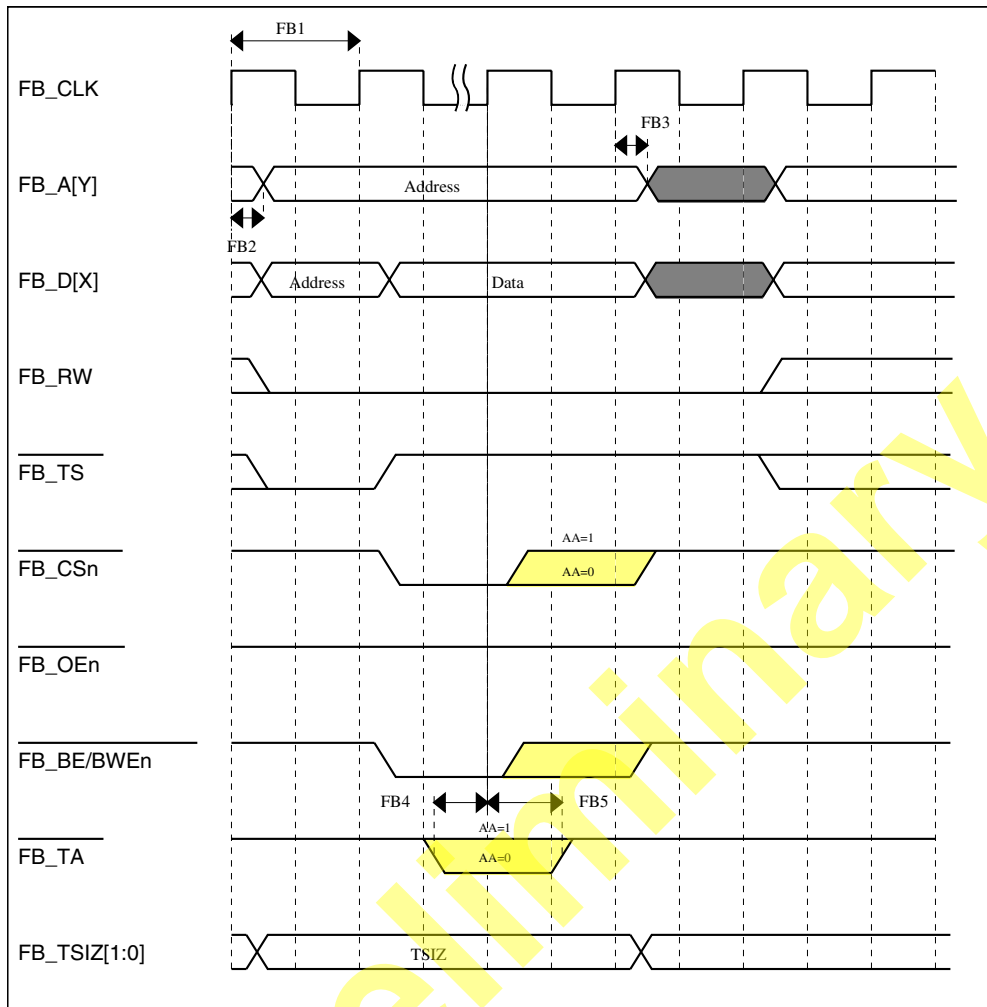 FB1
FB_CLK
FB3
FB_A[Y]
Address
FB2
FB_D[X]
Address
Data
FB_RW
FB_TS
AA=1
FB_CSn
AA=0
FB_OEn
FB_BE/BWEn
FB4
FB5
AA=1
FB_TA
AA=0
FB_TSIZ[1:0]
TSIZ
eliminary